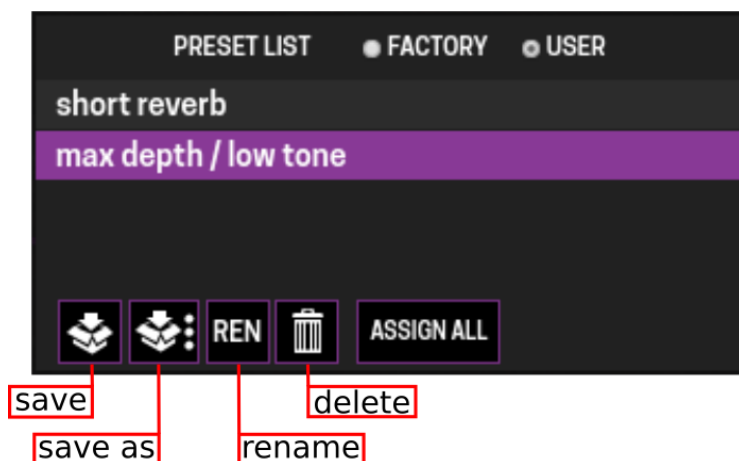 PRESET LIST FACTORY USER
short reverb
max depth / low tone
REN ASSIGN ALL
save delete
save as rename